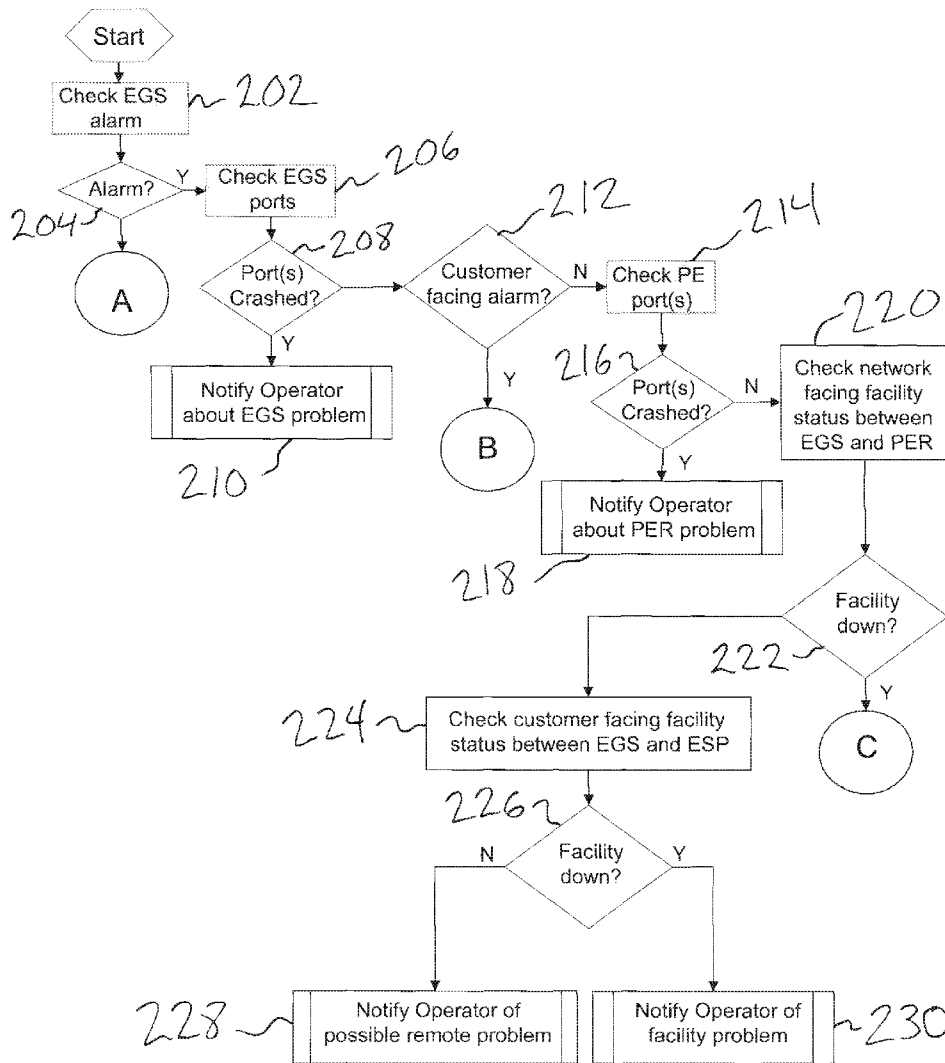 Start
Check EGS
alarm
202
Alarm?
Y
204
Check EGS
ports
206
A
Port(s)
Crashed?
208
Y
Notify Operator
about EGS problem
210
Customer
facing alarm?
212
N
Y
B
Check PE
port(s)
214
Port(s)
Crashed?
216
N
Y
Notify Operator
about PER problem
218
Check network
facing facility
status between
EGS and PER
220
Facility
down?
222
Y
C
Check customer facing facility
status between EGS and ESP
224
Facility
down?
226
N
Y
Notify Operator of
possible remote problem
228
Notify Operator of
facility problem
230